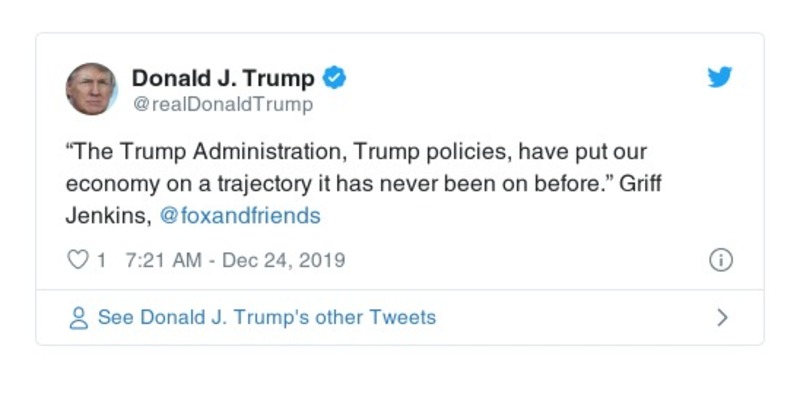 Donald J. Trump
@realDonaldTrump
“The Trump Administration, Trump policies, have put our
economy on a trajectory it has never been on before.” Griff
Jenkins, @foxandfriends
1 7:21 AM - Dec 24, 2019
See Donald J. Trump's other Tweets